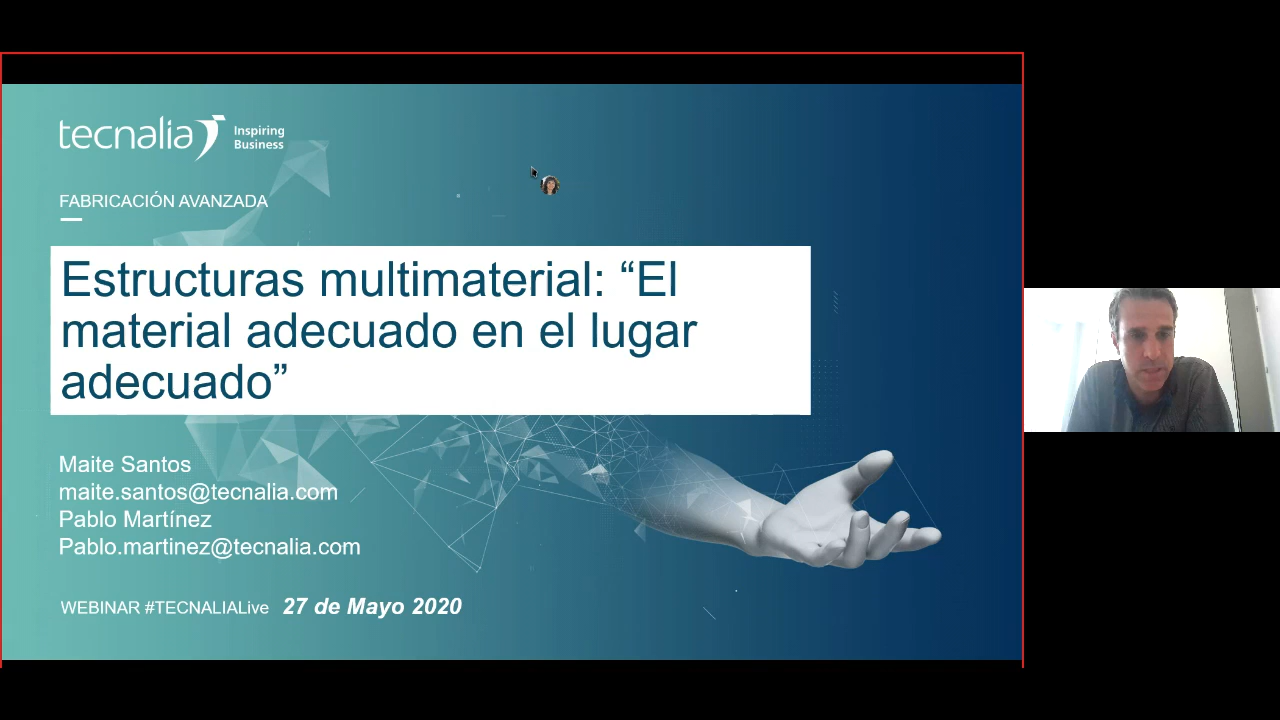 tecnalia
Inspiring
Business
FABRICACIÓN AVANZADA
Estructuras multimaterial: “El
material adecuado en el lugar
adecuado”
Maite Santos
maite.santos@tecnalia.com
Pablo Martínez
Pablo.martinez@tecnalia.com
WEBINAR #TECNALIALive 27 de Mayo 2020